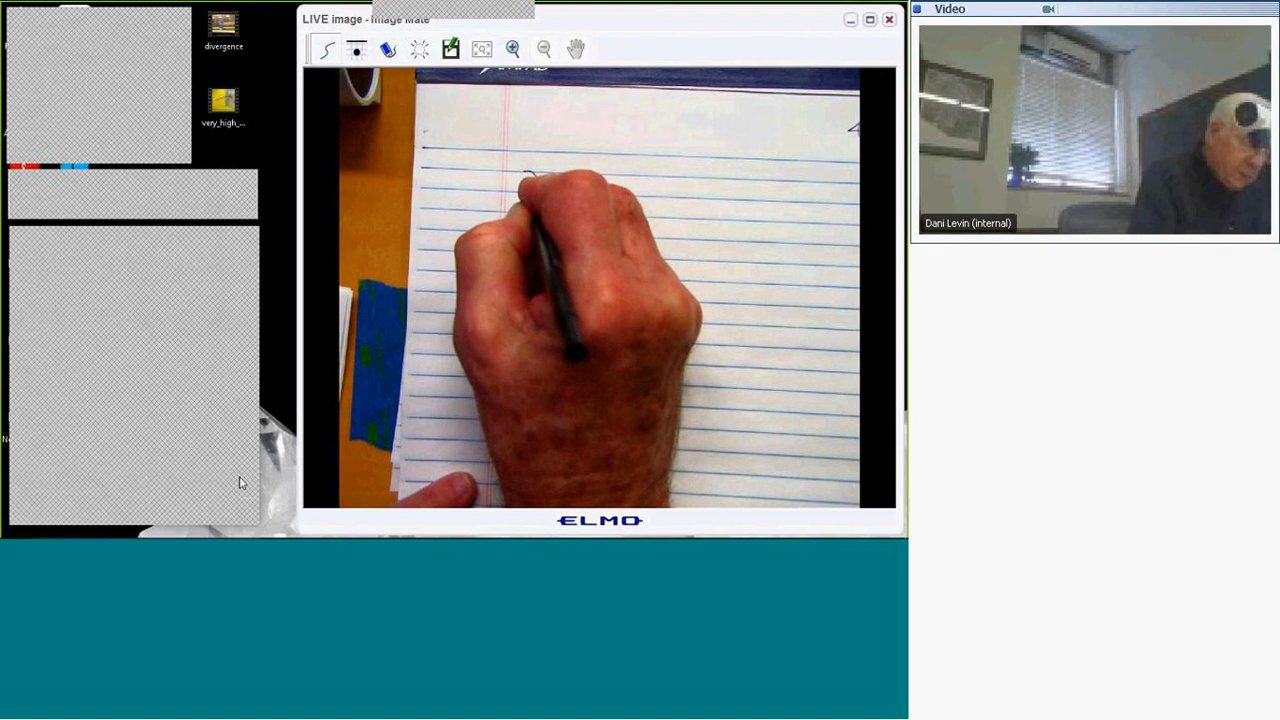 divergence
very_high_...
LIVE image - Image Mate
ELMO
Video
Dani Levin (internal)